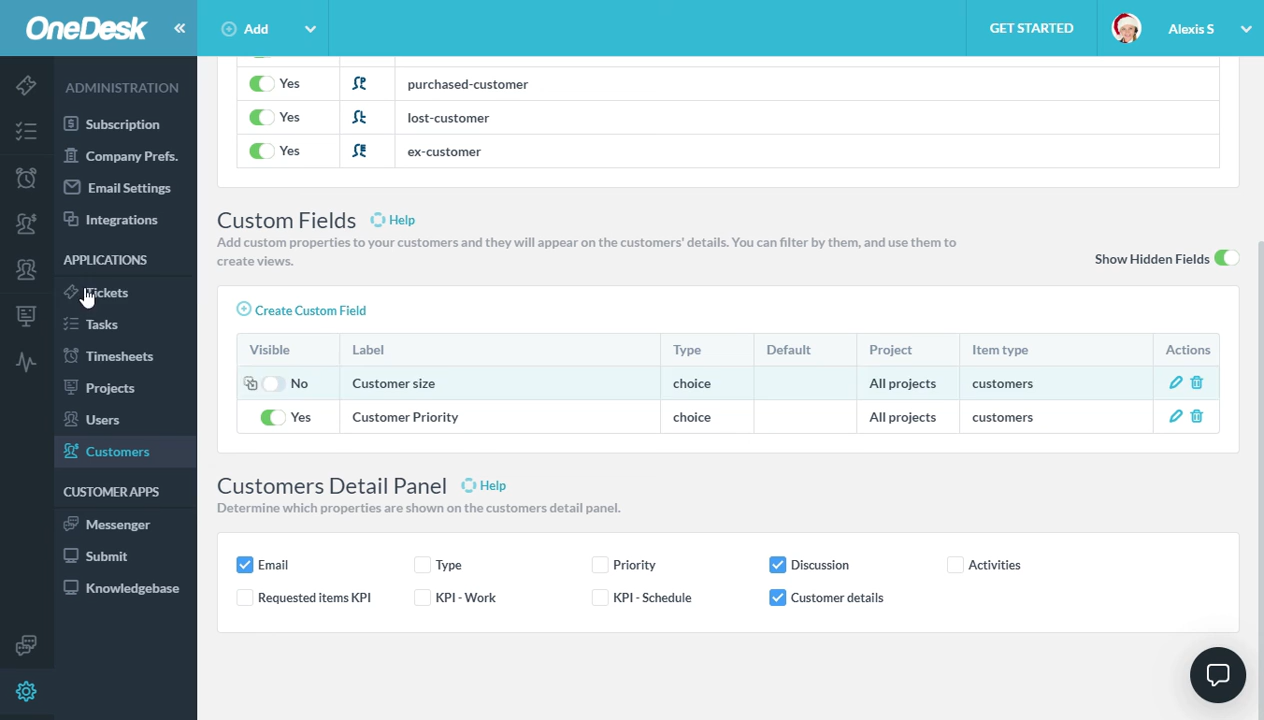 OneDesk
Add
GET STARTED
Alexis S
ADMINISTRATION
Subscription
Company Prefs.
Email Settings
Integrations
APPLICATIONS
Tickets
Tasks
Timesheets
Projects
Users
Customers
CUSTOMER APPS
Messenger
Submit
Knowledgebase
Yes purchased-customer
Yes lost-customer
Yes ex-customer
Custom Fields Help
Add custom properties to your customers and they will appear on the customers' details. You can filter by them, and use them to
create views.
Show Hidden Fields
Create Custom Field
Visible Label Type Default Project Item type Actions
No Customer size choice All projects customers
Yes Customer Priority choice All projects customers
Customers Detail Panel Help
Determine which properties are shown on the customers detail panel.
Email Type Priority Discussion Activities
Requested items KPI KPI - Work KPI - Schedule Customer details